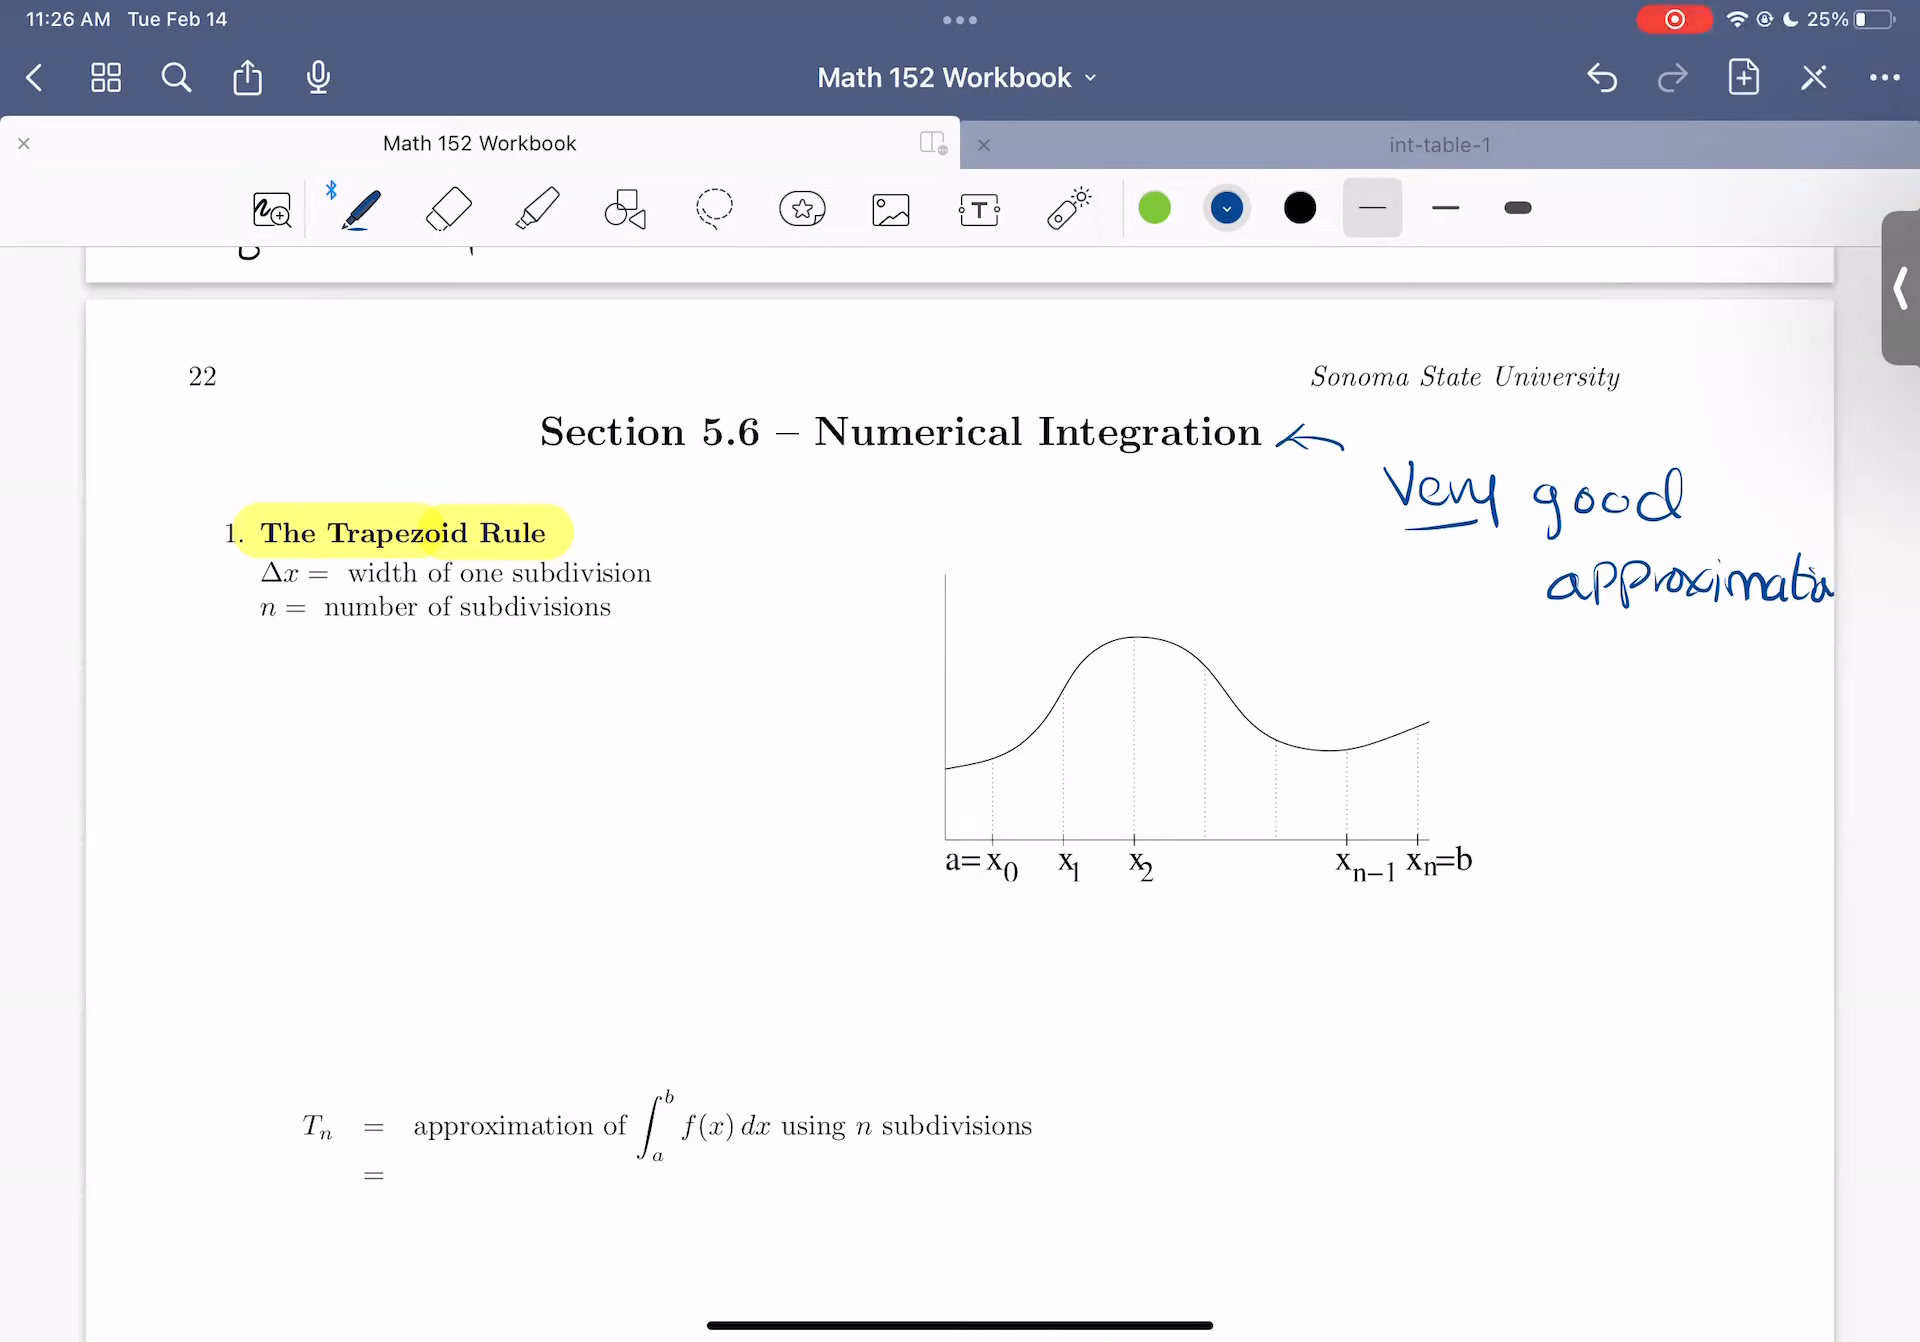 11:26 AM Tue Feb 14
25%
Math 152 Workbook
Math 152 Workbook
int-table-1
T
22
Sonoma State University
Section 5.6 – Numerical Integration
Very good
1. The Trapezoid Rule
Δx = width of one subdivision
approximatio
n = number of subdivisions
a=x₀ x₁ x₂ xₙ₋₁ xₙ=b
Tₙ = approximation of ∫ₐᵇ f(x) dx using n subdivisions
=